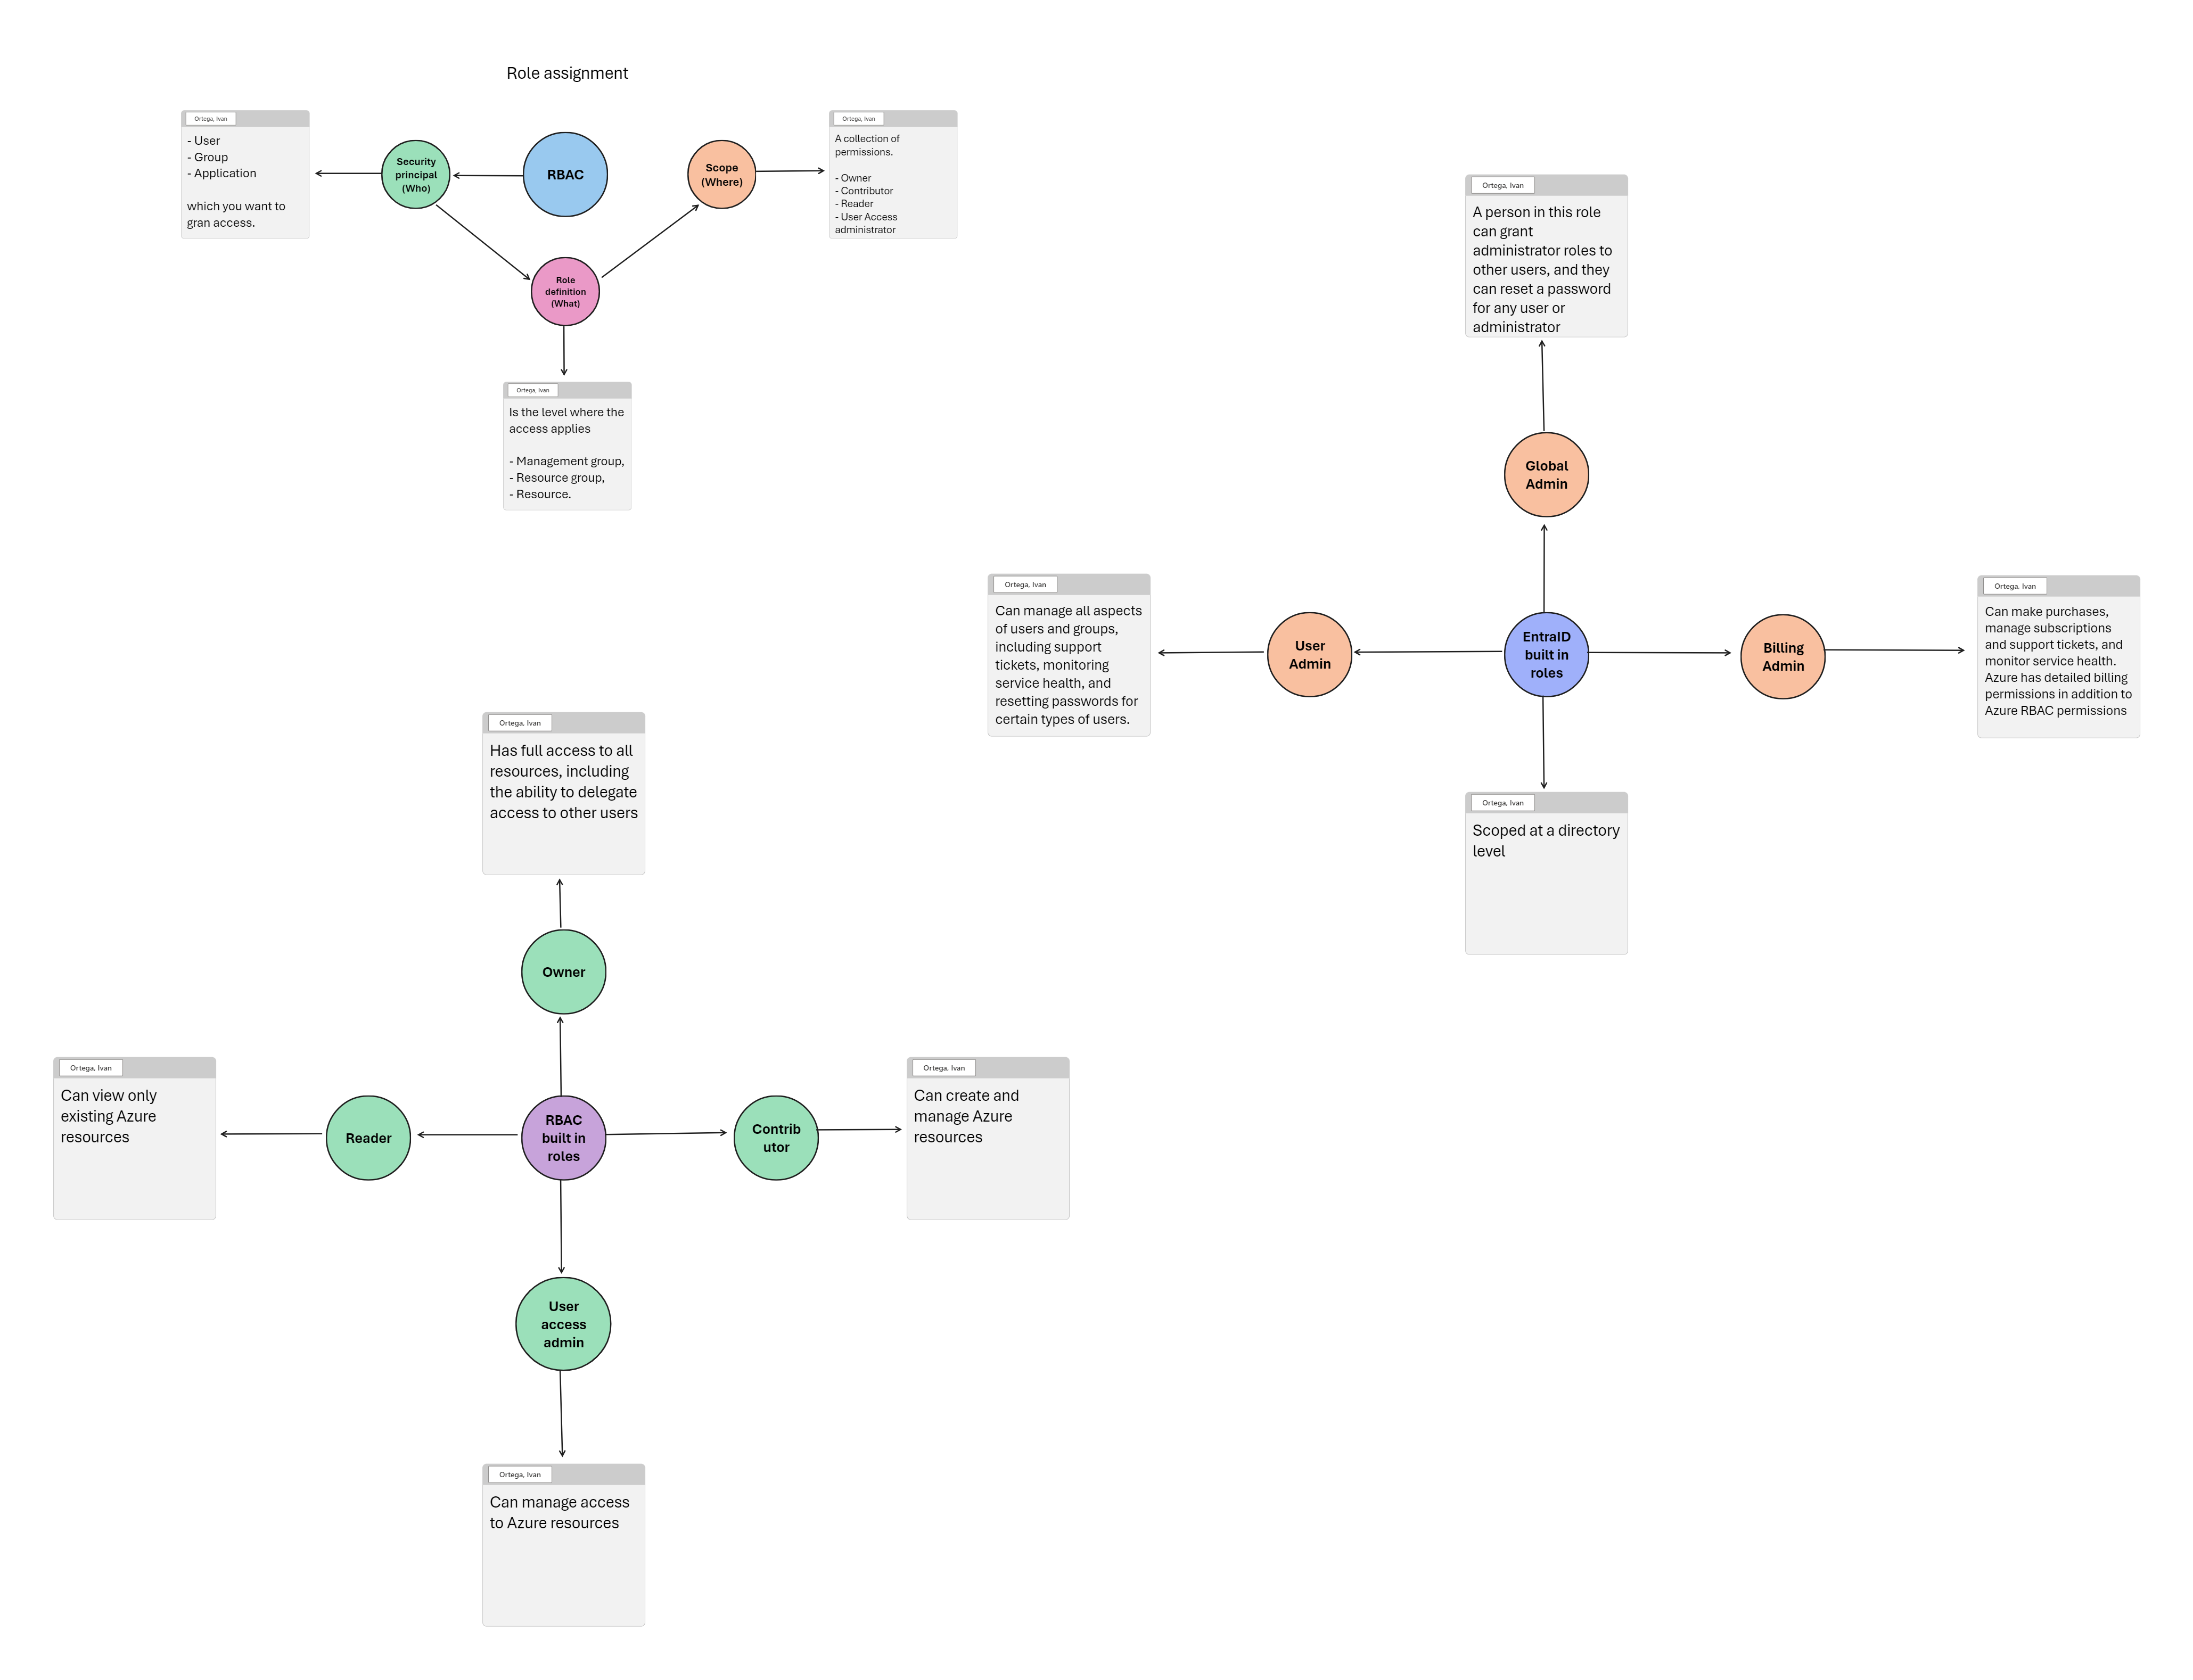 Role assignment
Ortega, Ivan
- User
- Group
- Application
which you want to
gran access.
Security
principal
(Who)
RBAC
Scope
(Where)
Ortega, Ivan
A collection of
permissions.
- Owner
- Contributor
- Reader
- User Access
administrator
Role
definition
(What)
Ortega, Ivan
Is the level where the
access applies
- Management group,
- Resource group,
- Resource.
Ortega, Ivan
A person in this role
can grant
administrator roles to
other users, and they
can reset a password
for any user or
administrator
Global
Admin
Ortega, Ivan
Can manage all aspects
of users and groups,
including support
tickets, monitoring
service health, and
resetting passwords for
certain types of users.
User
Admin
EntraID
built in
roles
Billing
Admin
Ortega, Ivan
Can make purchases,
manage subscriptions
and support tickets, and
monitor service health.
Azure has detailed billing
permissions in addition to
Azure RBAC permissions
Ortega, Ivan
Scoped at a directory
level
Ortega, Ivan
Has full access to all
resources, including
the ability to delegate
access to other users
Owner
Ortega, Ivan
Can view only
existing Azure
resources
Reader
RBAC
built in
roles
Contrib
utor
Ortega, Ivan
Can create and
manage Azure
resources
User
access
admin
Ortega, Ivan
Can manage access
to Azure resources